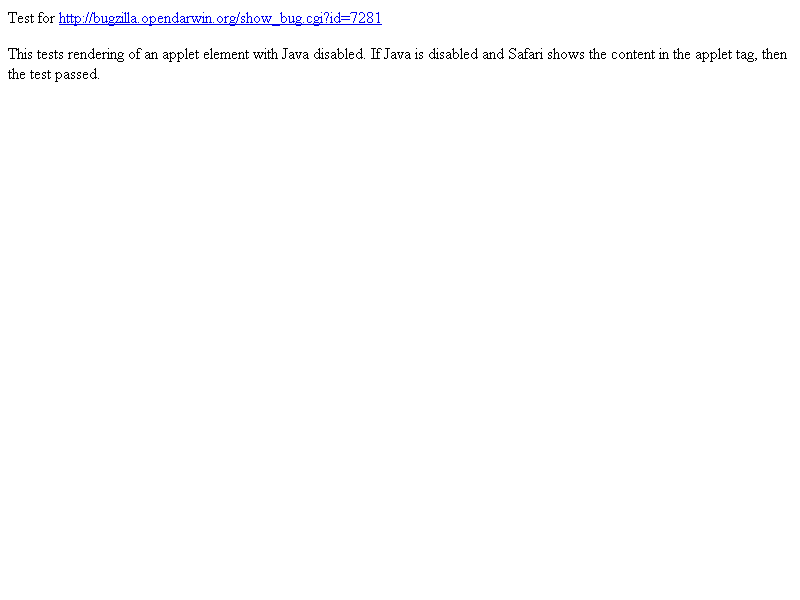 Test for http://bugzilla.opendarwin.org/show_bug.cgi?id=7281
This tests rendering of an applet element with Java disabled. If Java is disabled and Safari shows the content in the applet tag, then
the test passed.